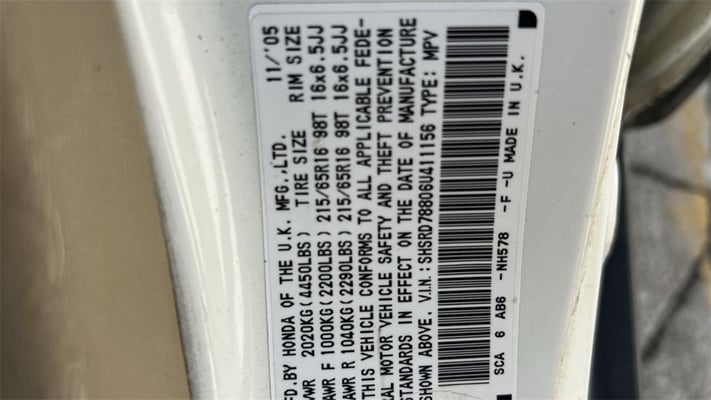 MFD.BY HONDA OF THE U.K. MFG.,LTD. 11/'05
GVWR 2020KG(4450LBS) TIRE SIZE RIM SIZE
GAWR F 1000KG(2200LBS) 215/65R16 98T 16x6.5JJ
GAWR R 1040KG(2290LBS) 215/65R16 98T 16x6.5JJ
THIS VEHICLE CONFORMS TO ALL APPLICABLE FEDE-
RAL MOTOR VEHICLE SAFETY AND THEFT PREVENTION
STANDARDS IN EFFECT ON THE DATE OF MANUFACTURE
SHOWN ABOVE. V.I.N.:SHSRD78806U411156 TYPE: MPV
SCA 6 AB6 -NH578 -F -U MADE IN U.K.